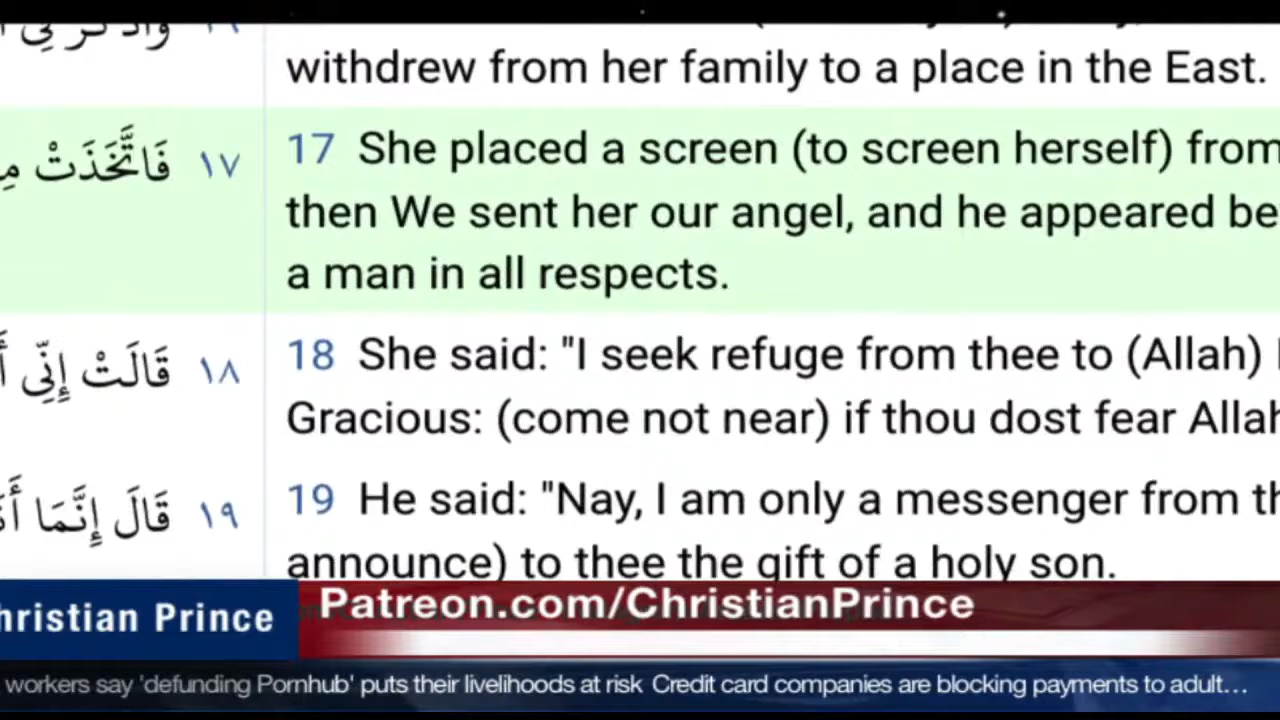 withdrew from her family to a place in the East.
فَاتَّخَذَتْ ١٧
17 She placed a screen (to screen herself) from
then We sent her our angel, and he appeared be
a man in all respects.
قَالَتْ إِنِّي ١٨
18 She said: "I seek refuge from thee to (Allah)
Gracious: (come not near) if thou dost fear Allah
قَالَ إِنَّمَا ١٩
19 He said: "Nay, I am only a messenger from th
announce) to thee the gift of a holy son.
hristian Prince
Patreon.com/ChristianPrince
workers say 'defunding Pornhub' puts their livelihoods at risk Credit card companies are blocking payments to adult…